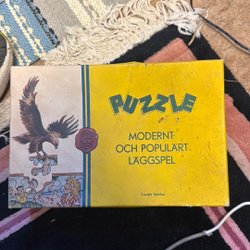 PUZZLE
MODERNT
OCH POPULÄRT
LÄGGSPEL